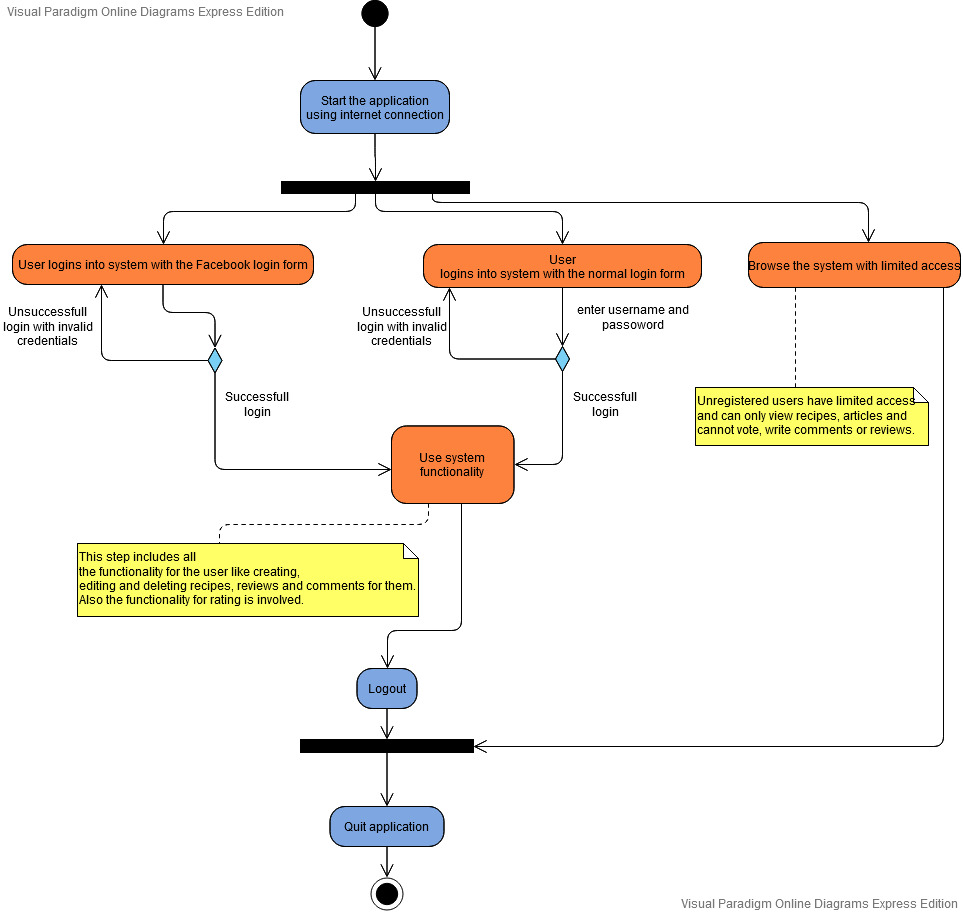 Visual Paradigm Online Diagrams Express Edition
Start the application
using internet connection
User logins into system with the Facebook login form
User
logins into system with the normal login form
Browse the system with limited access
Unsuccessfull
login with invalid
credentials
Unsuccessfull
login with invalid
credentials
enter username and
passoword
Successfull
login
Successfull
login
Unregistered users have limited access
and can only view recipes, articles and
cannot vote, write comments or reviews.
Use system
functionality
This step includes all
the functionality for the user like creating,
editing and deleting recipes, reviews and comments for them.
Also the functionality for rating is involved.
Logout
Quit application
Visual Paradigm Online Diagrams Express Edition